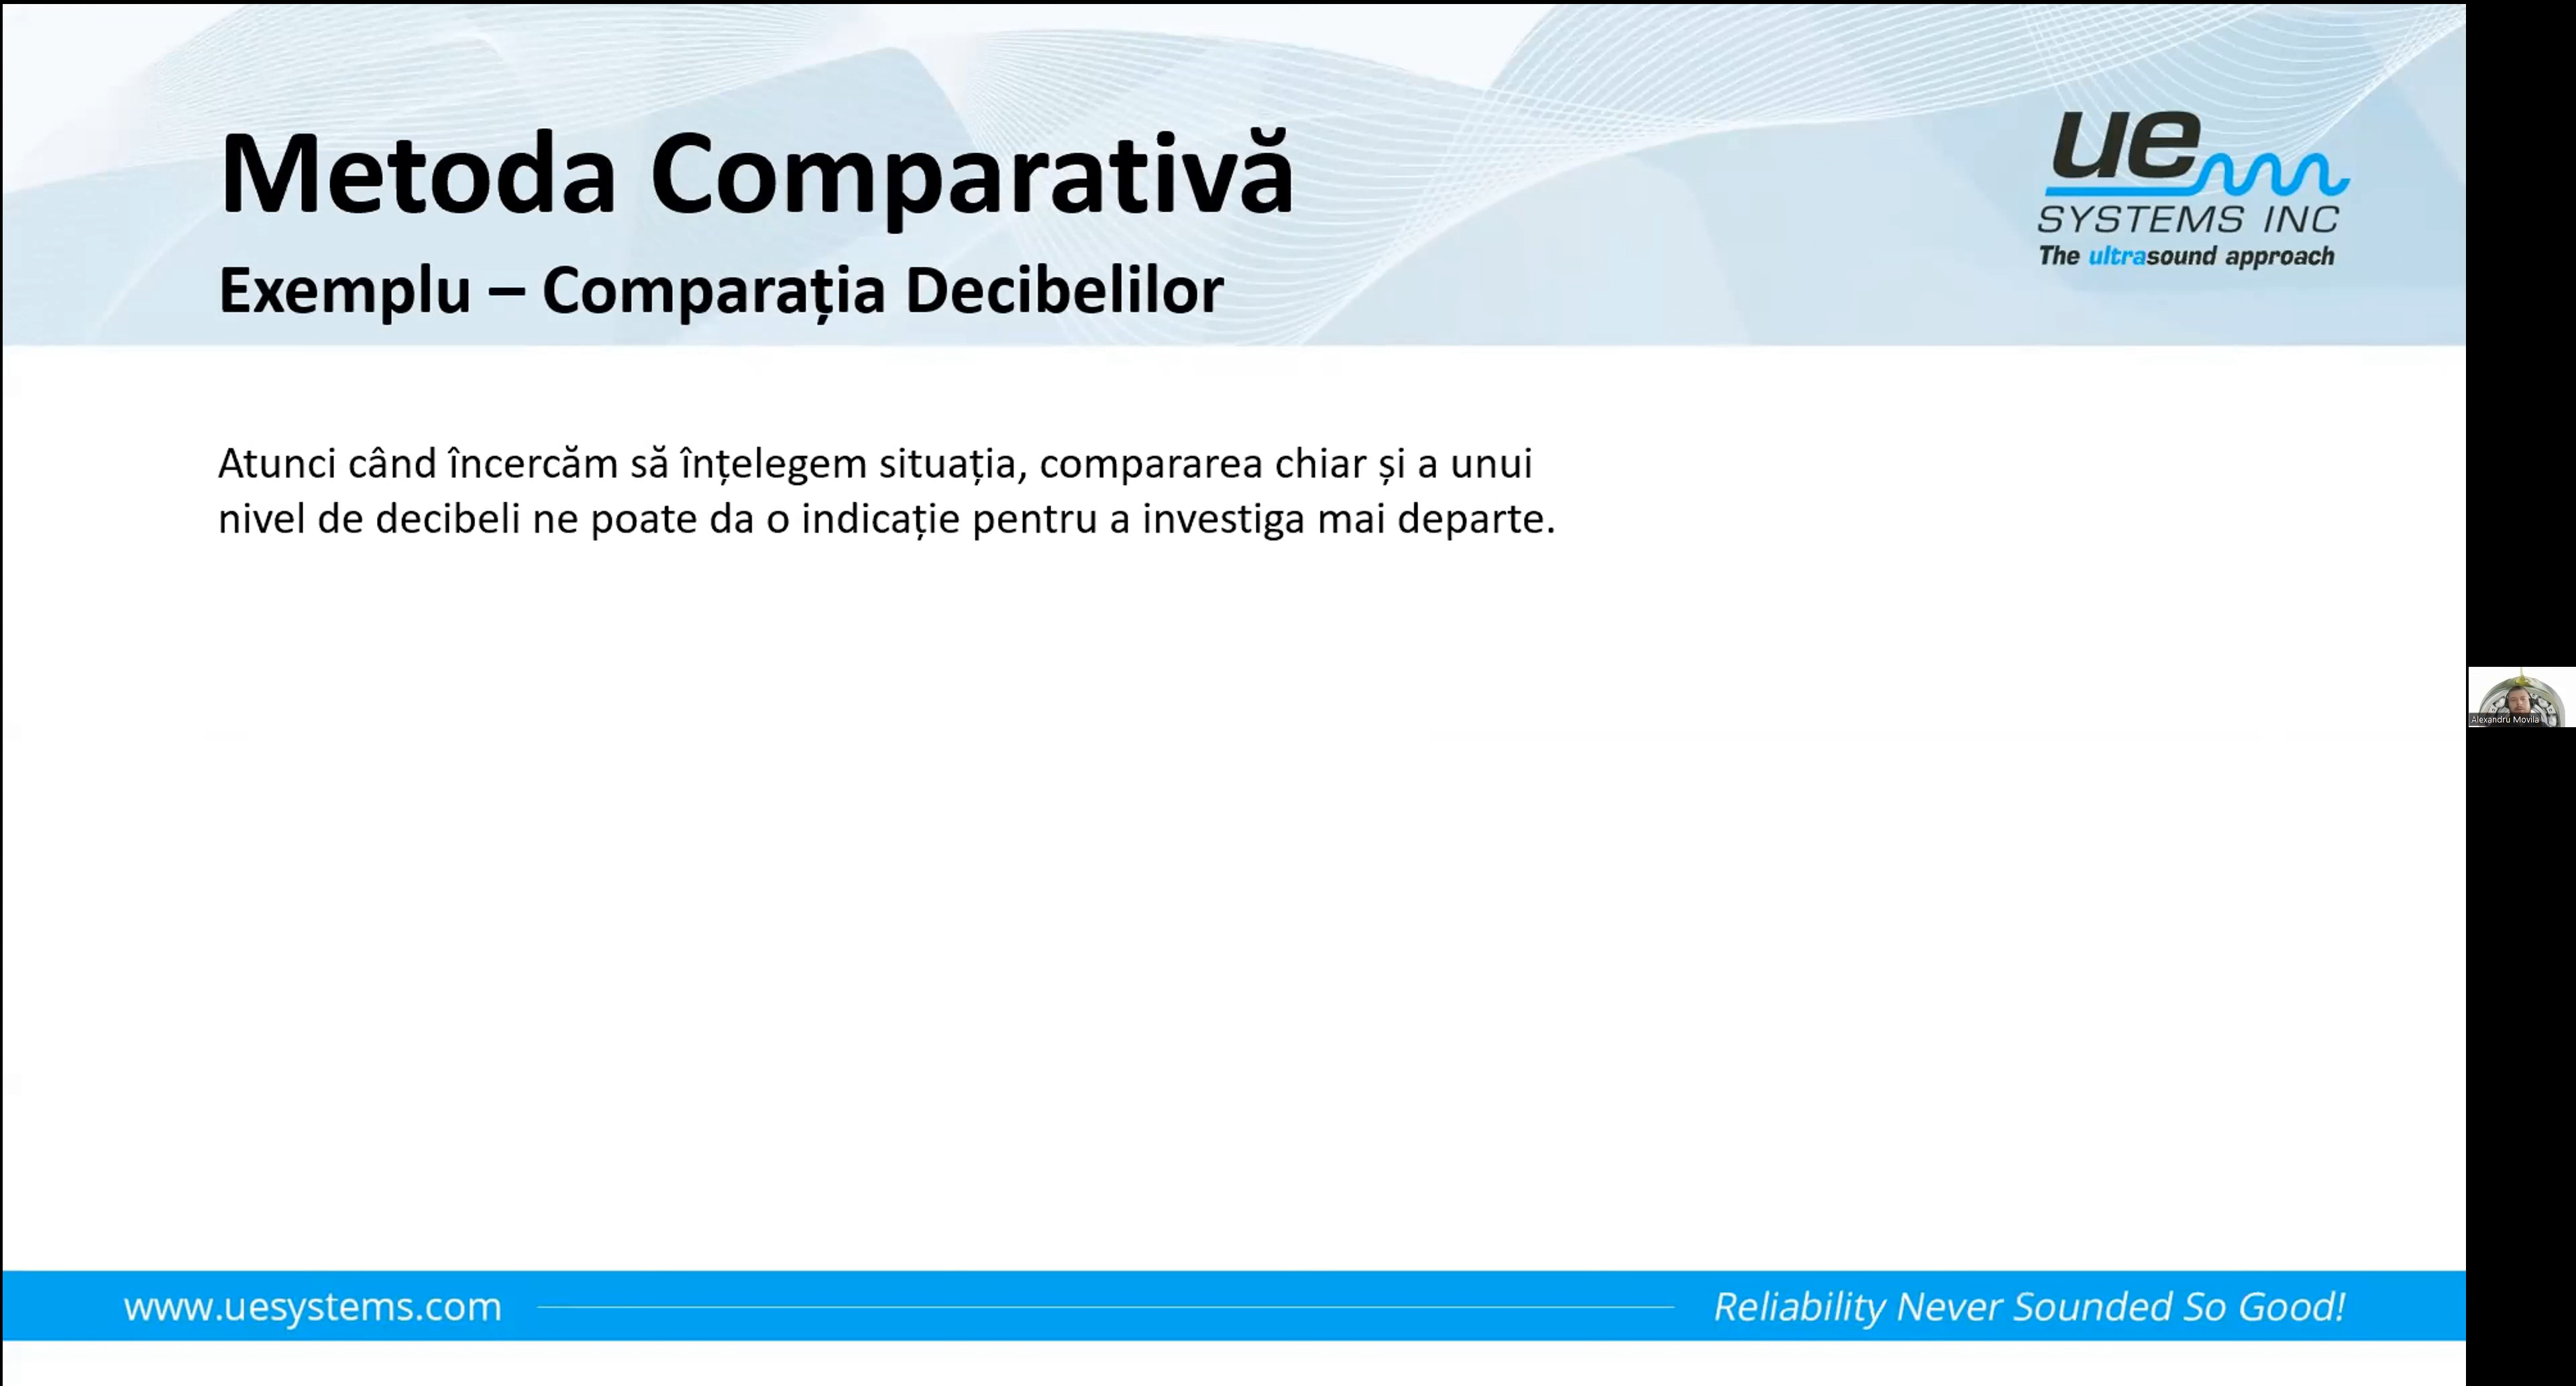 Metoda Comparativă
Exemplu – Comparația Decibelilor
ue
SYSTEMS INC
The ultrasound approach
Atunci când încercăm să înțelegem situația, compararea chiar și a unui
nivel de decibeli ne poate da o indicație pentru a investiga mai departe.
Alexandru Movila
www.uesystems.com
Reliability Never Sounded So Good!